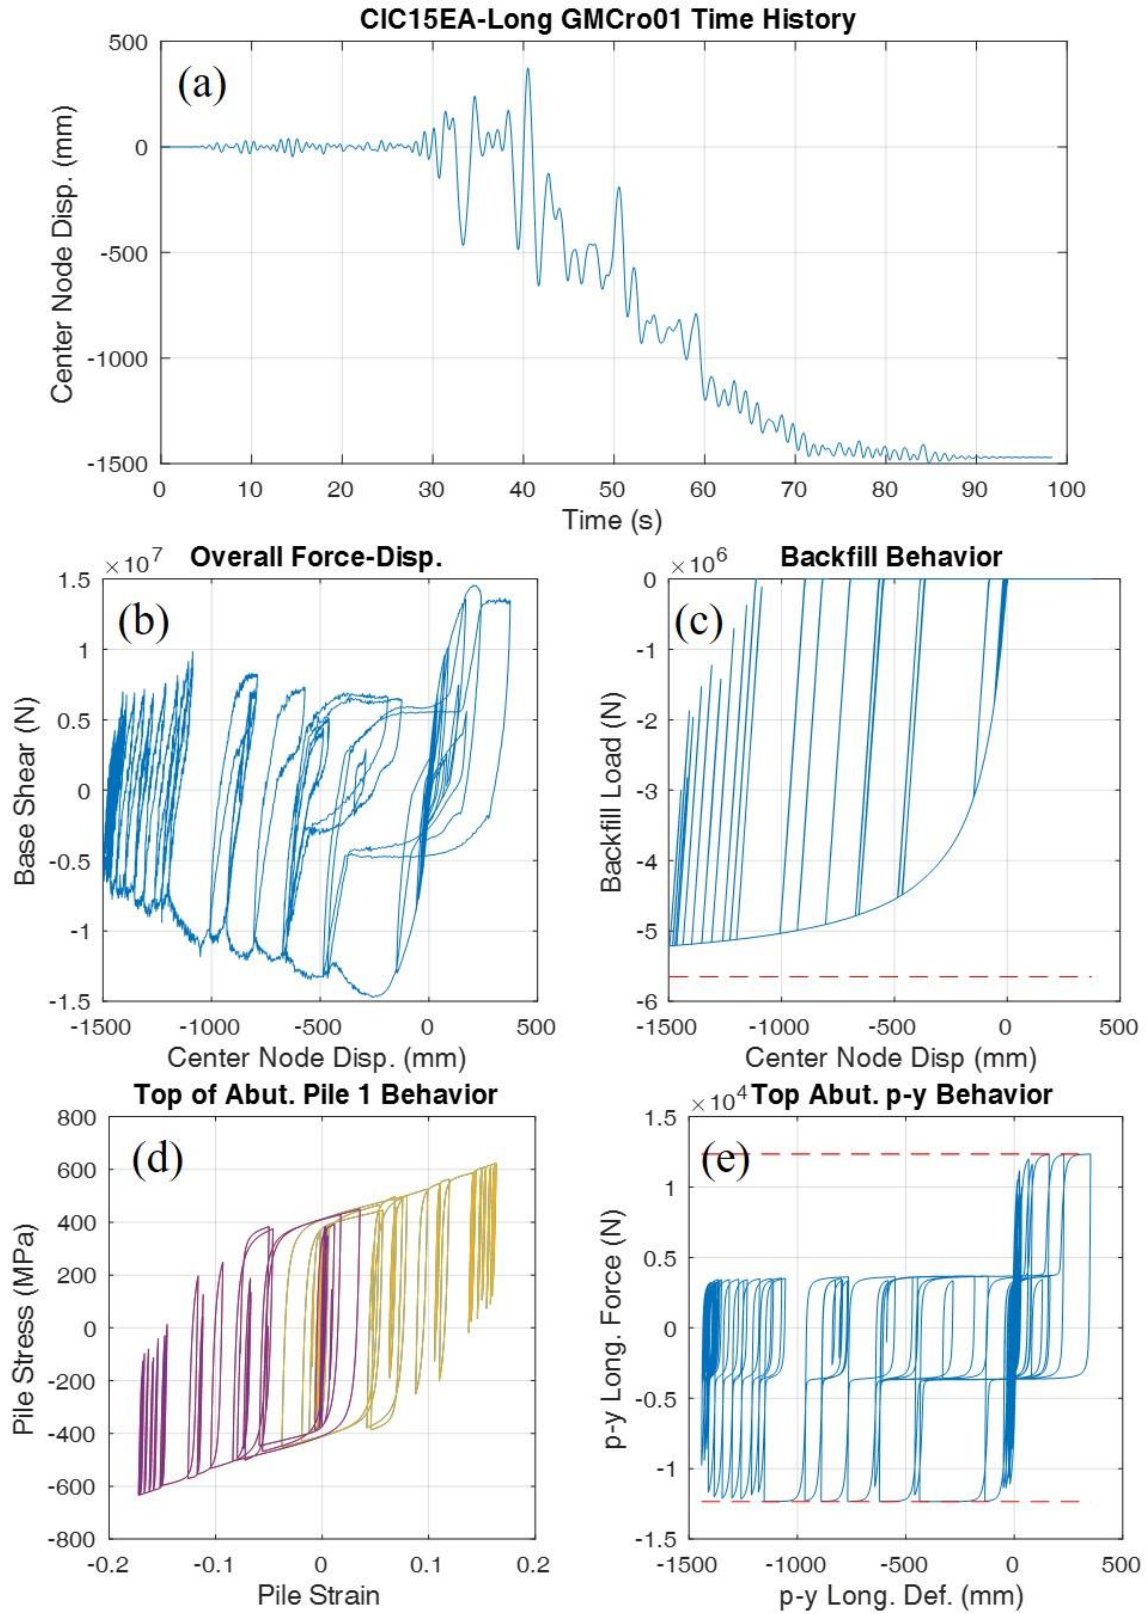 CIC15EA-Long GMCro01 Time History
(a)
500
0
-500
-1000
-1500
Center Node Disp. (mm)
0 10 20 30 40 50 60 70 80 90 100
Time (s)
Overall Force-Disp.
×10^7
(b)
1.5
1
0.5
0
-0.5
-1
-1.5
Base Shear (N)
-1500 -1000 -500 0 500
Center Node Disp. (mm)
Backfill Behavior
×10^6
(c)
0
-1
-2
-3
-4
-5
-6
Backfill Load (N)
-1500 -1000 -500 0 500
Center Node Disp (mm)
Top of Abut. Pile 1 Behavior
(d)
800
600
400
200
0
-200
-400
-600
-800
Pile Stress (MPa)
-0.2 -0.1 0 0.1 0.2
Pile Strain
×10^4 Top Abut. p-y Behavior
(e)
1.5
1
0.5
0
-0.5
-1
-1.5
p-y Long. Force (N)
-1500 -1000 -500 0 500
p-y Long. Def. (mm)